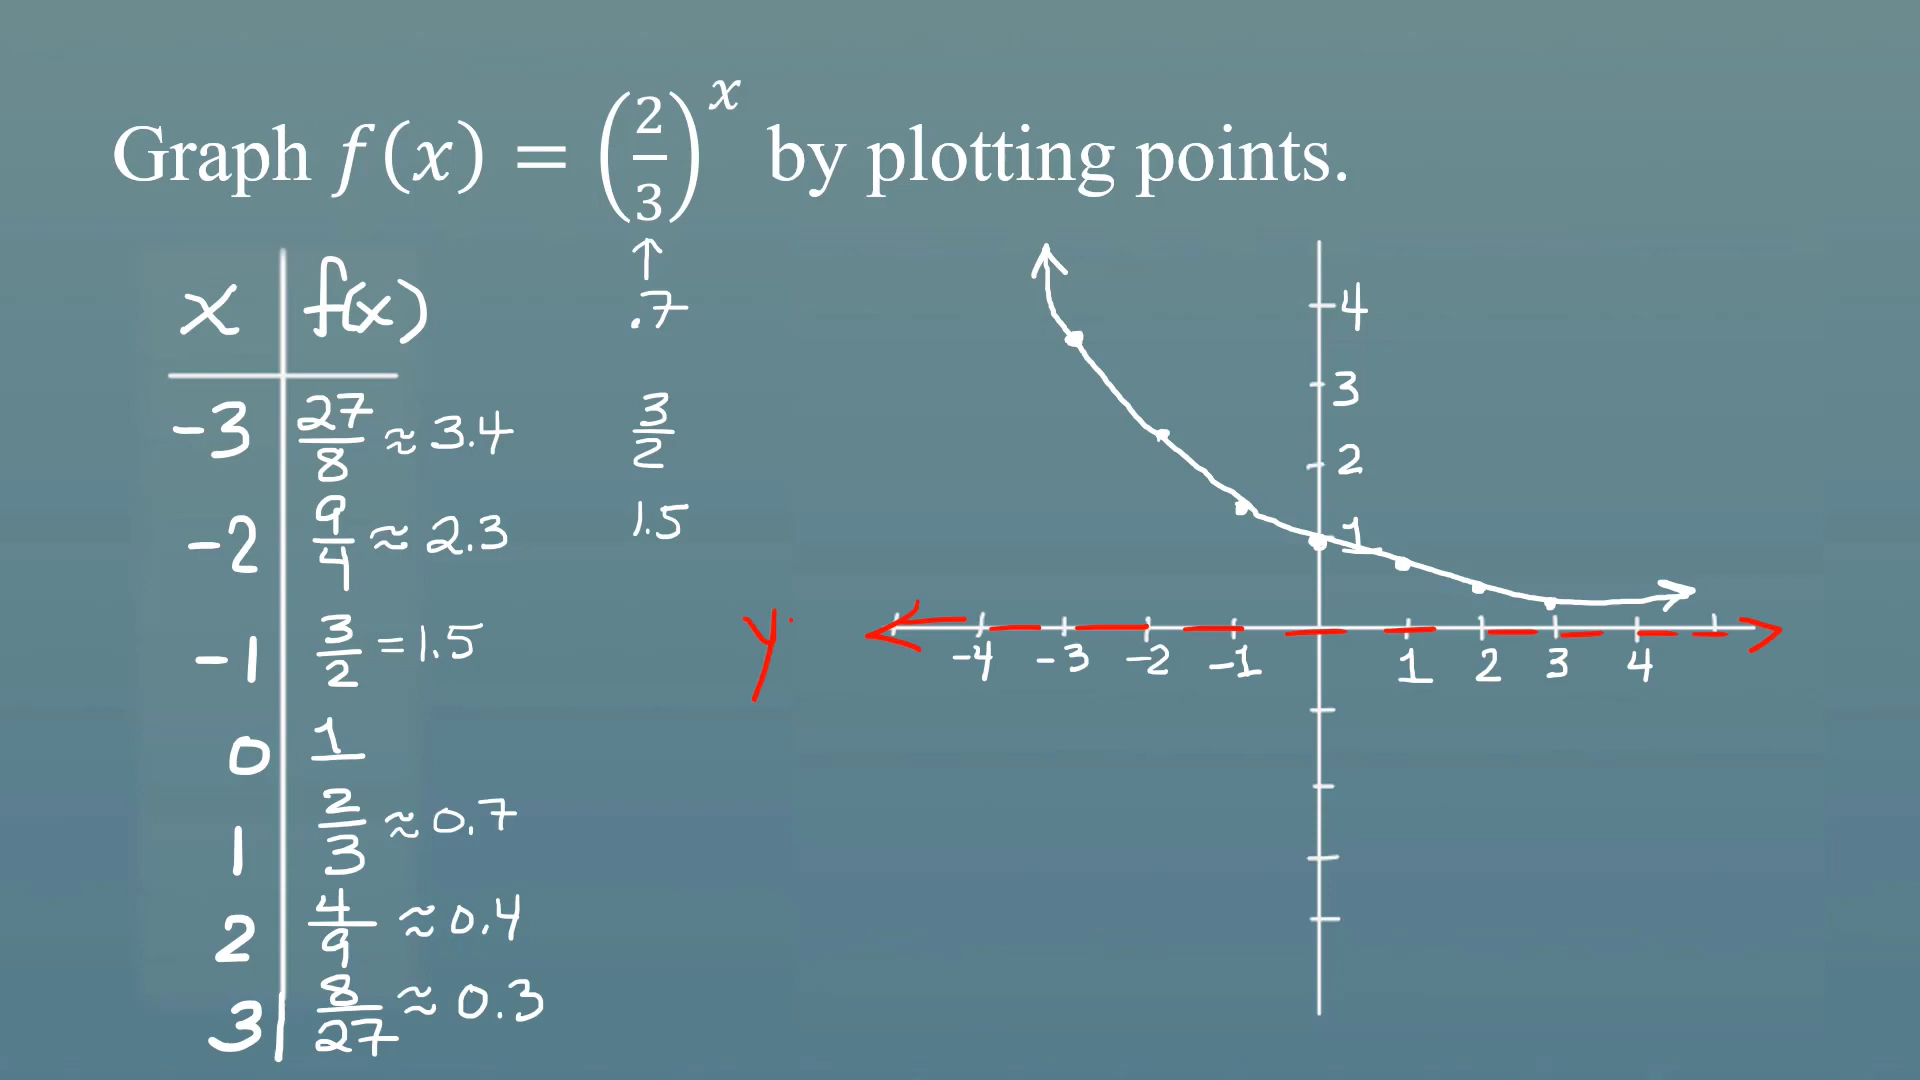 Graph f(x) = (2/3)^x by plotting points.
x f(x)
↑
.7
-3 27/8 ≈ 3.4
3/2
-2 9/4 ≈ 2.3
1.5
-1 3/2 = 1.5
0 1
1 2/3 ≈ 0.7
2 4/9 ≈ 0.4
3 8/27 ≈ 0.3
4
3
2
1
y
-4 -3 -2 -1 1 2 3 4